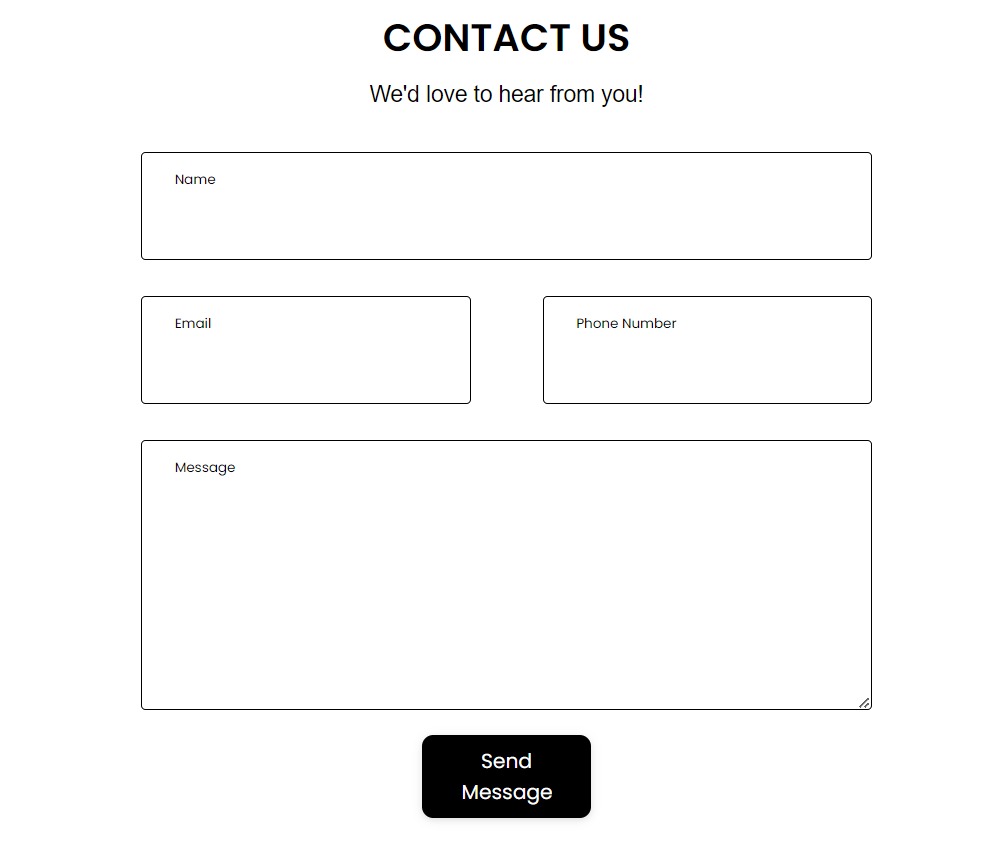 CONTACT US
We'd love to hear from you!
Name
Email
Phone Number
Message
Send
Message